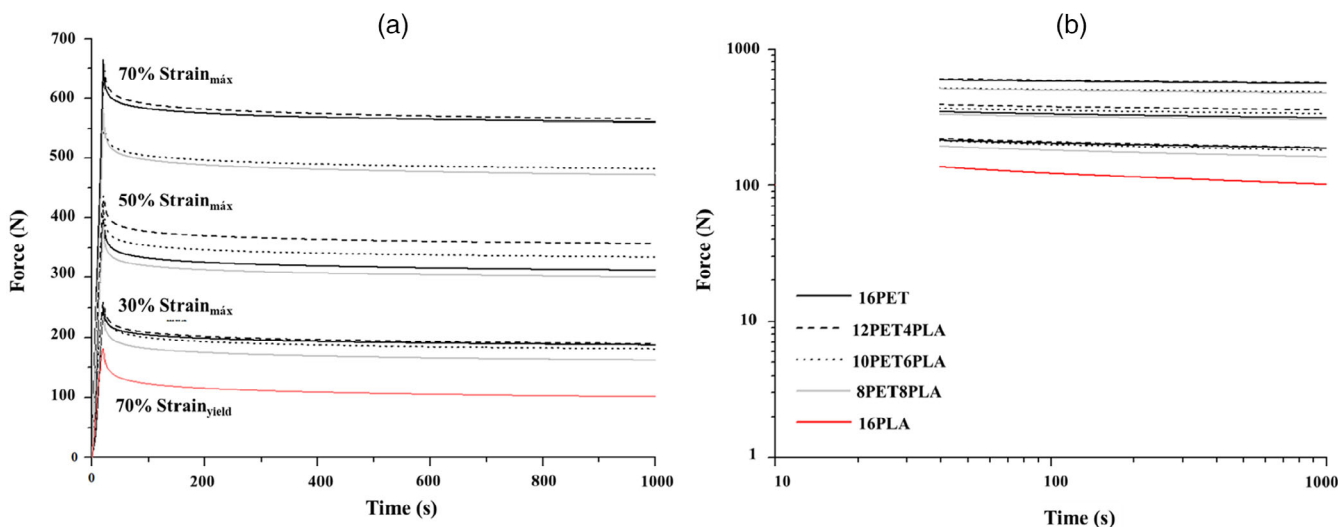 (a)
700
600
500
400
300
200
100
0
Force (N)
70% Strainmáx
50% Strainmáx
30% Strainmáx
70% Strainyield
0
200
400
600
800
1000
Time (s)
(b)
1000
100
10
1
Force (N)
16PET
12PET4PLA
10PET6PLA
8PET8PLA
16PLA
10
100
1000
Time (s)